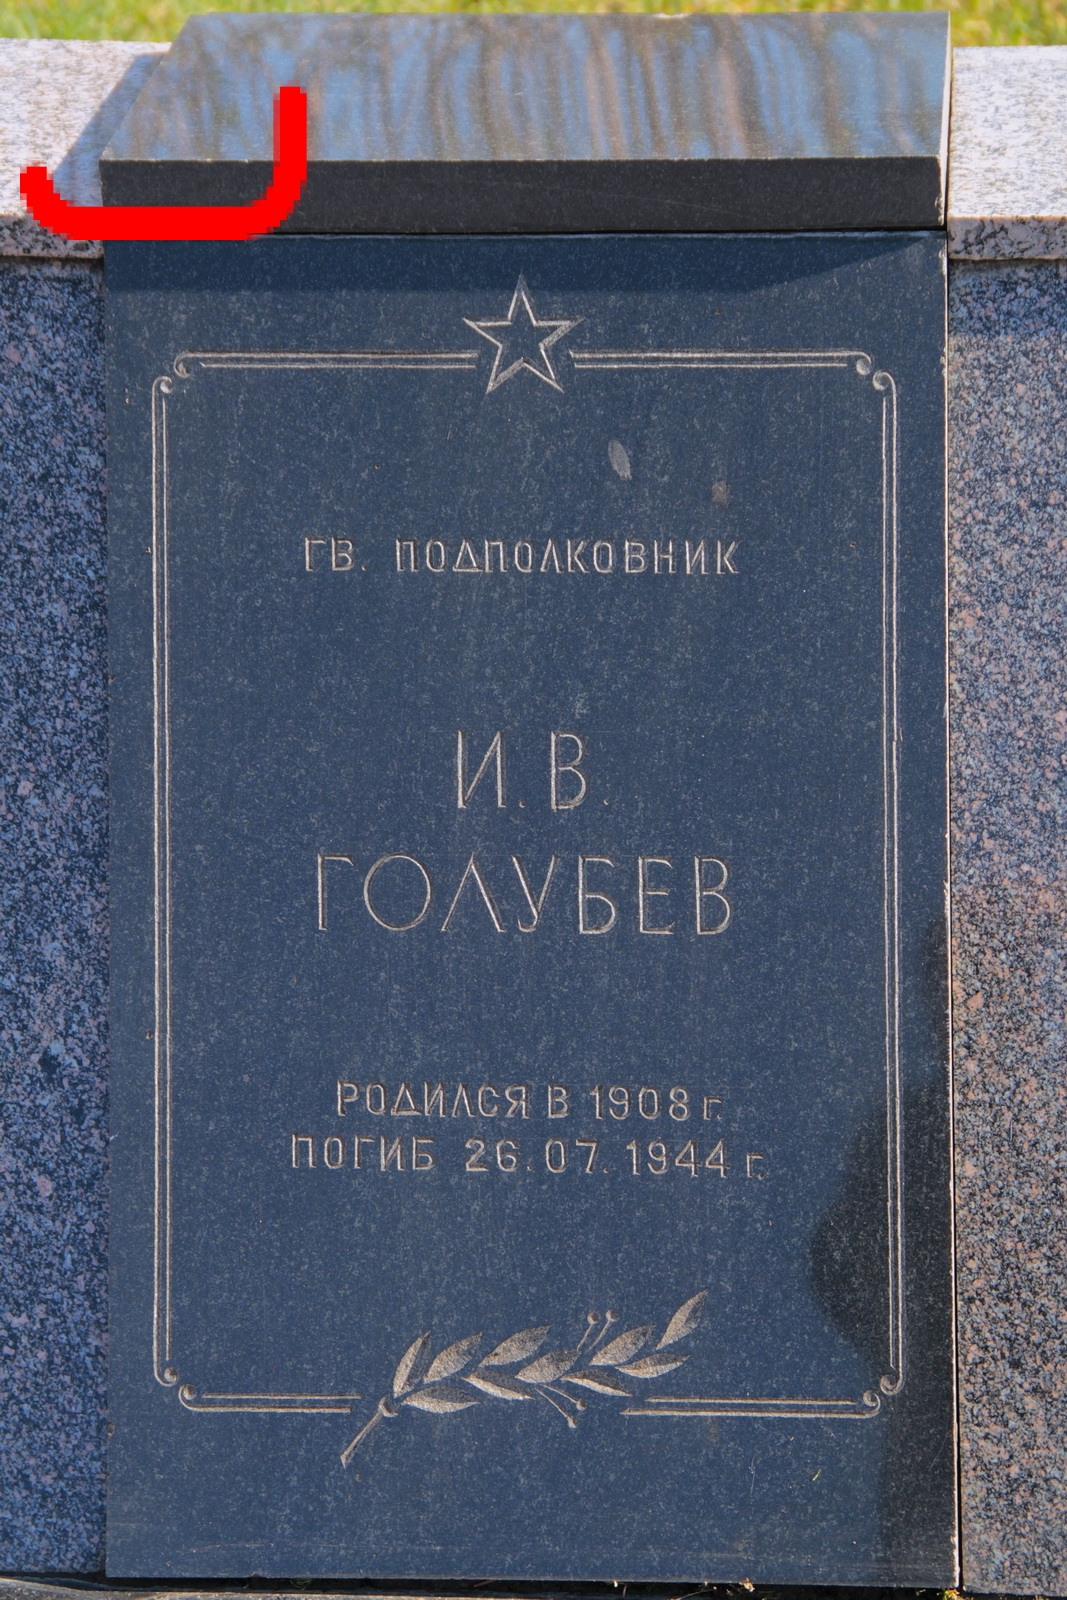 ГВ. ПОДПОЛКОВНИК
И. В.
ГОЛУБЕВ
РОДИЛСЯ В 1908 г.
ПОГИБ 26.07.1944 г.